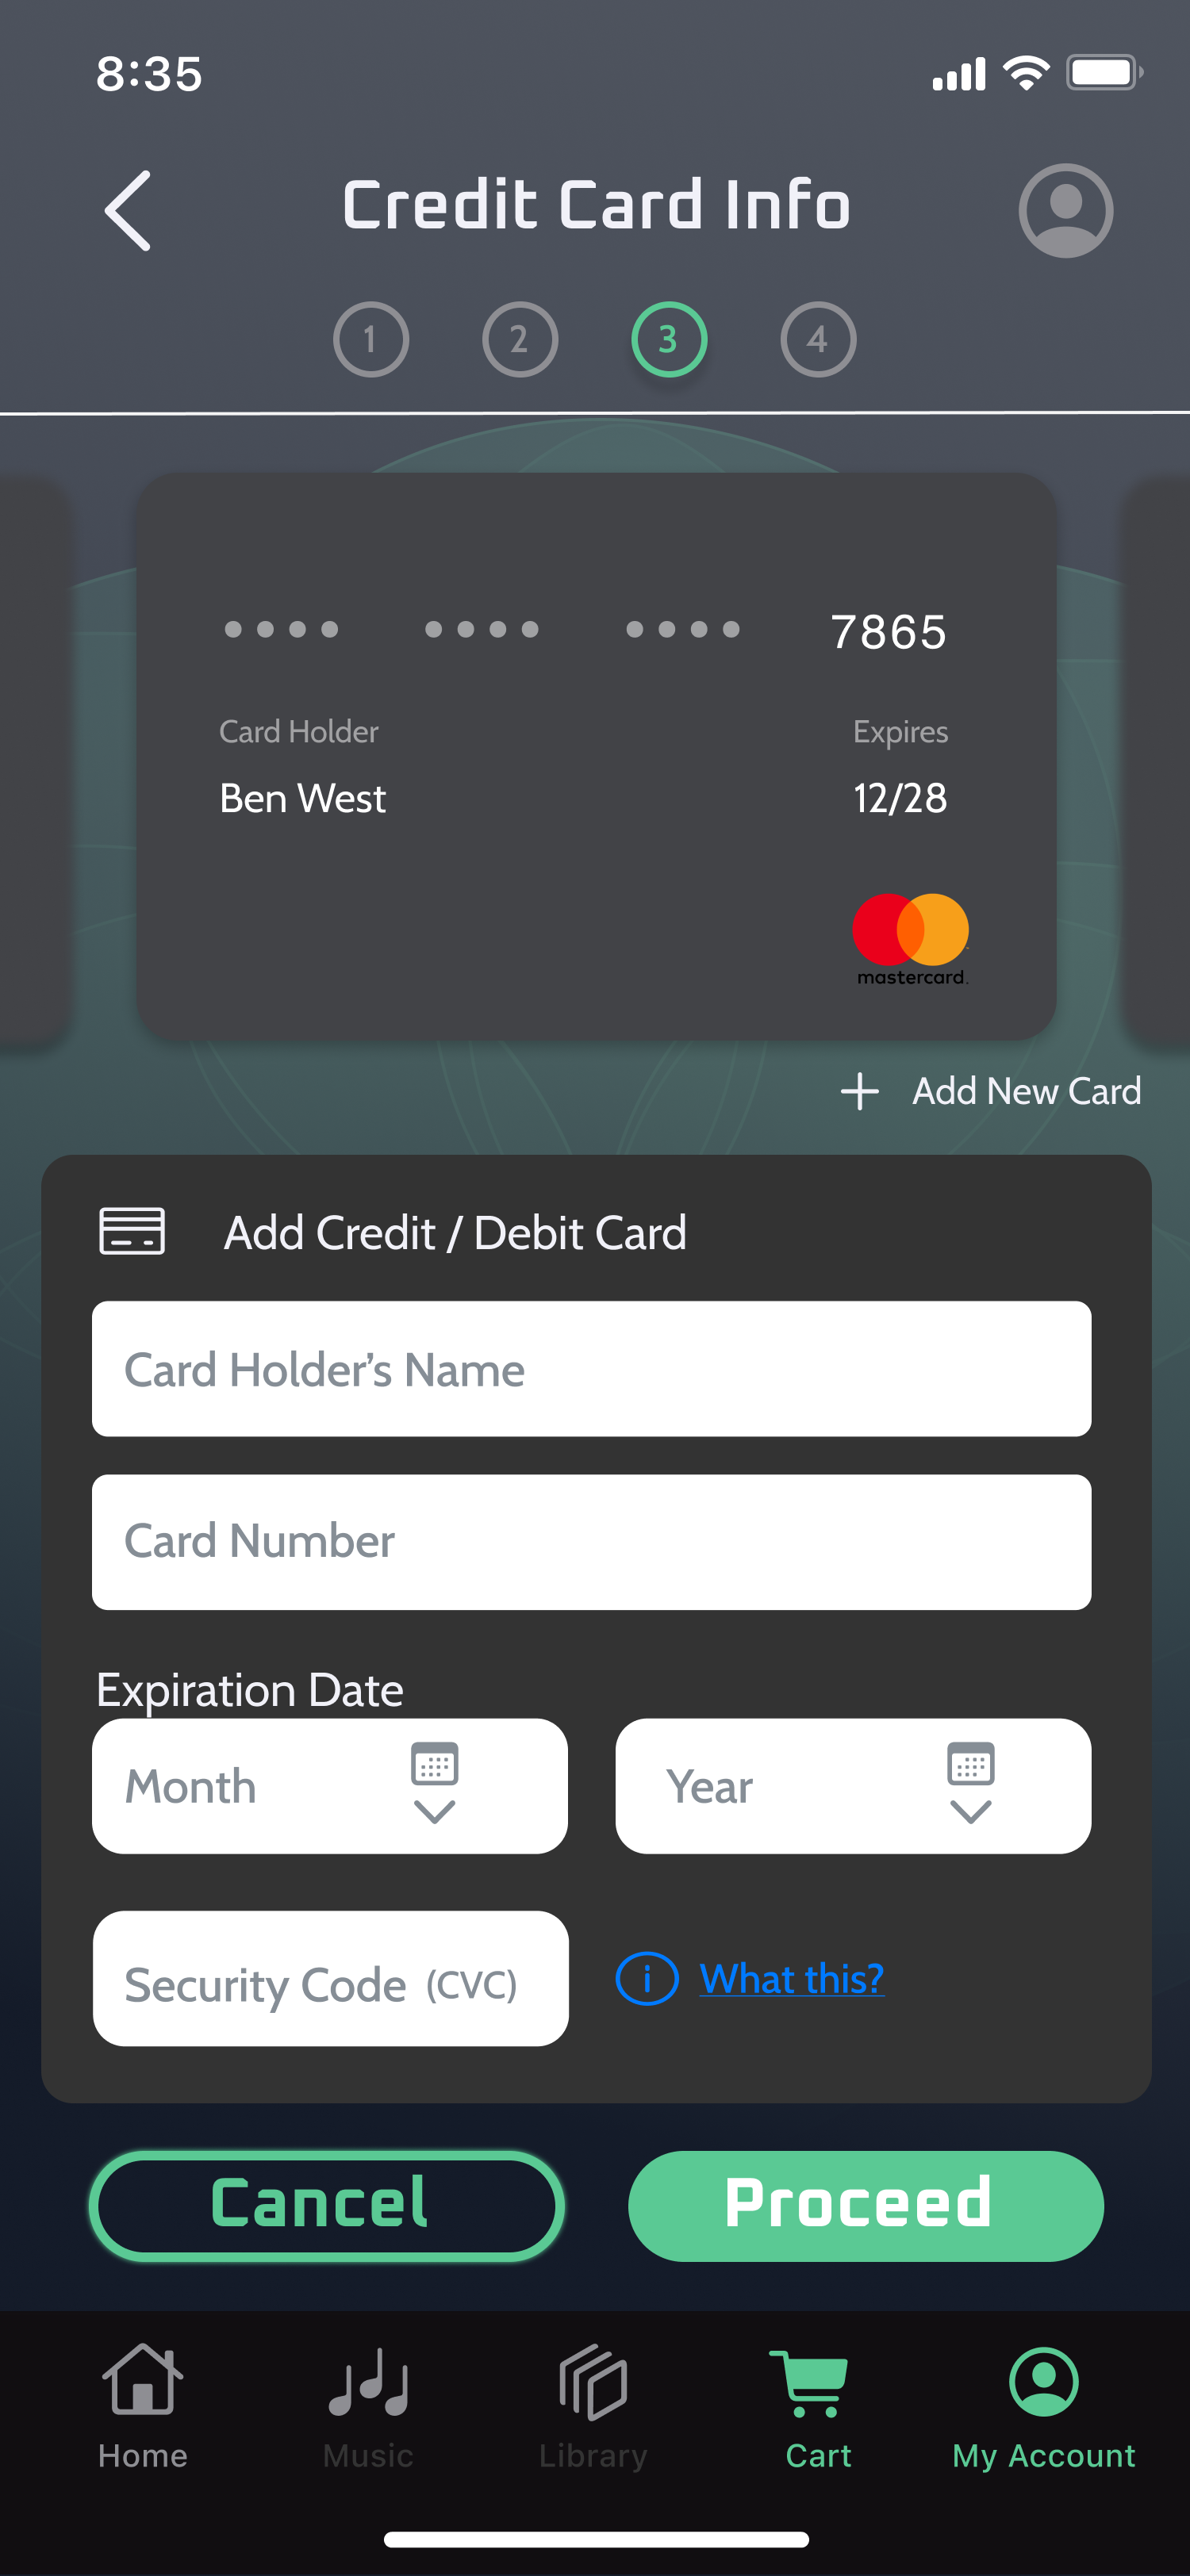 8:35
Credit Card Info
1 2 3 4
7865
Card Holder Expires
Ben West 12/28
mastercard.
Add New Card
Add Credit / Debit Card
Card Holder’s Name
Card Number
Expiration Date
Month Year
Security Code (CVC) i What this?
Cancel Proceed
Home Music Library Cart My Account